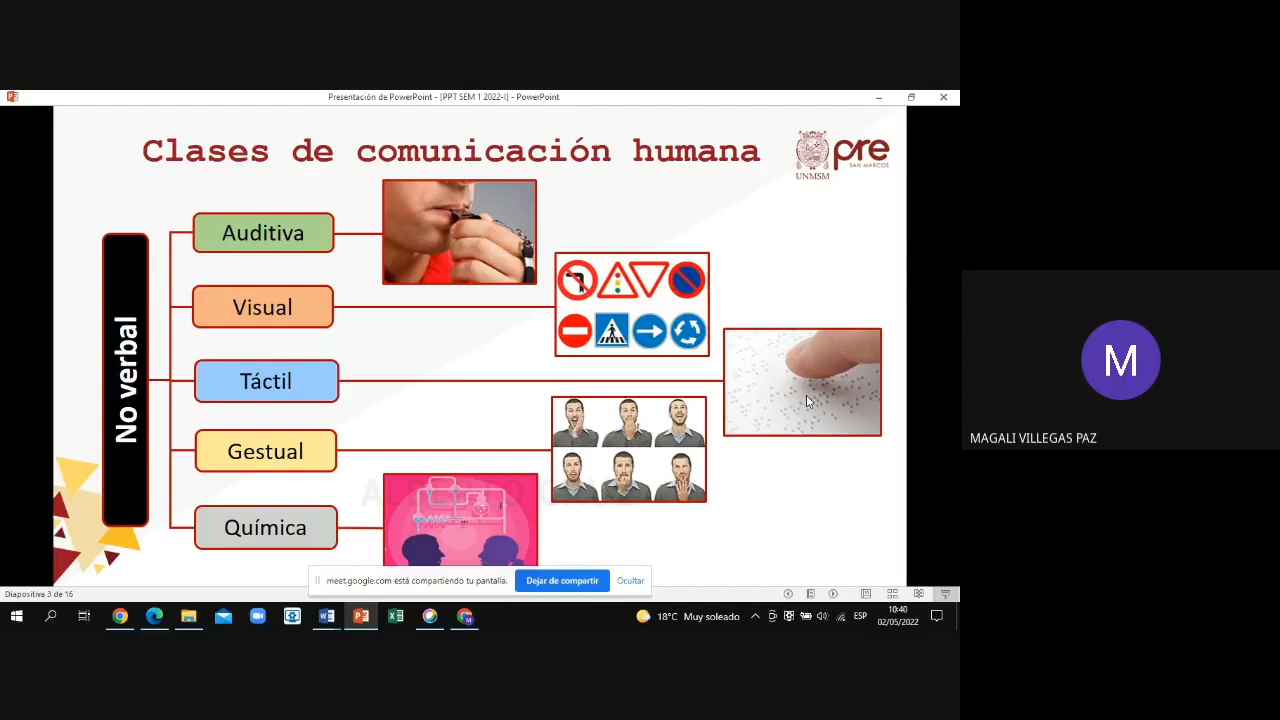 Presentación de PowerPoint - [PPT SEM 1 2022-I] - PowerPoint
Clases de comunicación humana
pre
SAN MARCOS
UNMSM
Auditiva
Visual
No verbal
Táctil
Gestual
Química
meet.google.com está compartiendo tu pantalla.
Dejar de compartir
Ocultar
Diapositiva 3 de 16
18°C Muy soleado
ESP
10:40
02/05/2022
M
MAGALI VILLEGAS PAZ